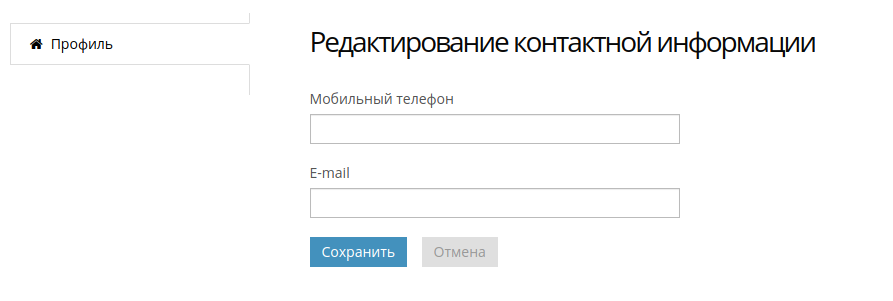 Профиль
Редактирование контактной информации
Мобильный телефон
E-mail
Сохранить Отмена